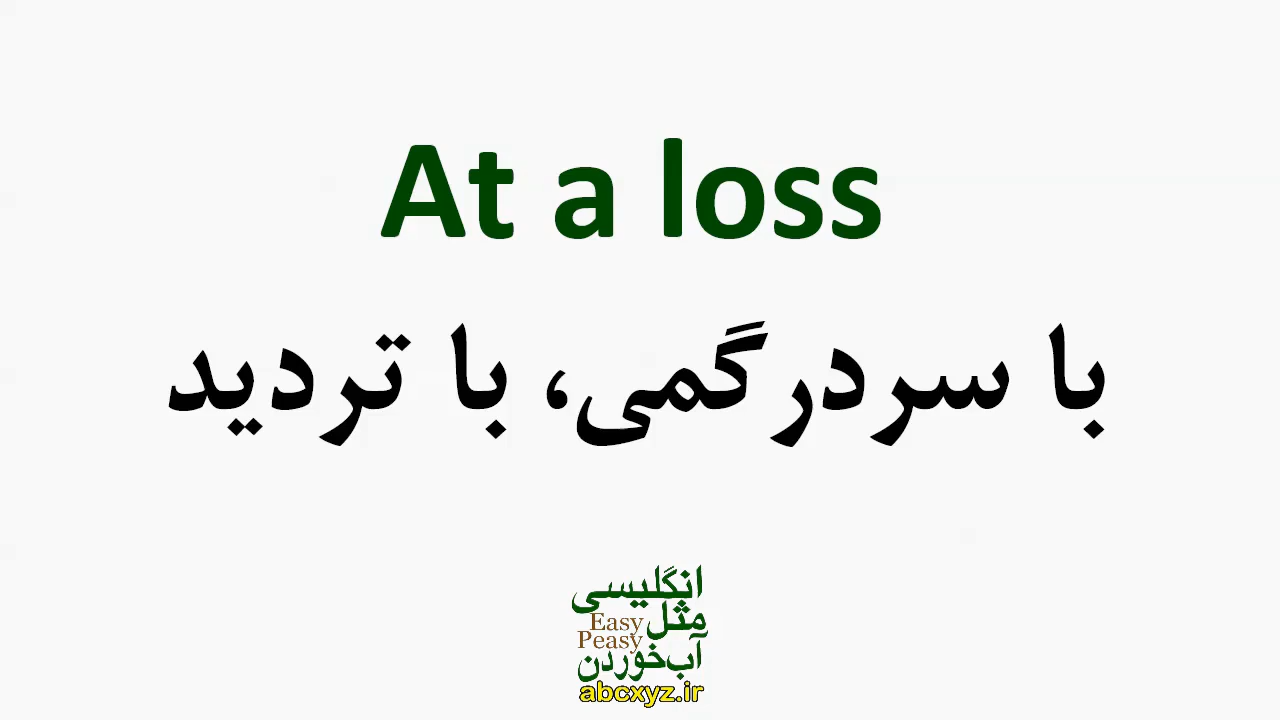 At a loss
با سردرگمی، با تردید
انگلیسی
مثل Easy
Peasy
آب‌خوردن
abcxyz.ir